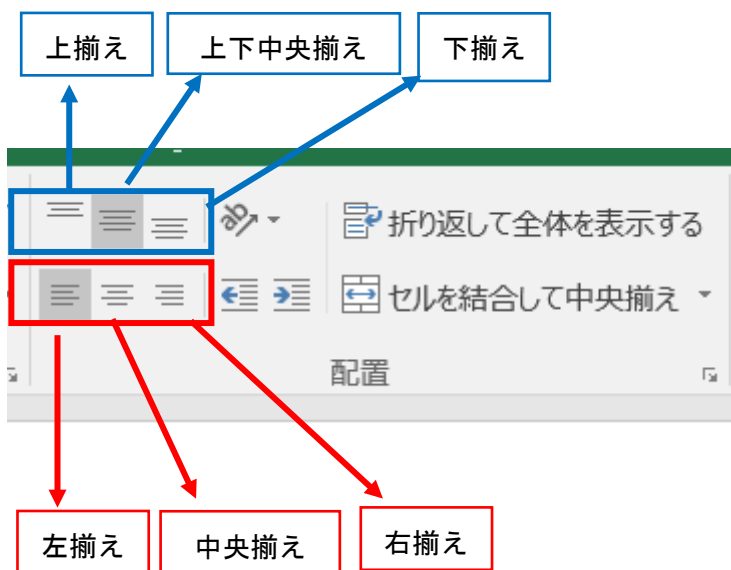 上揃え
上下中央揃え
下揃え
ab
折り返して全体を表示する
セルを結合して中央揃え
配置
左揃え
中央揃え
右揃え